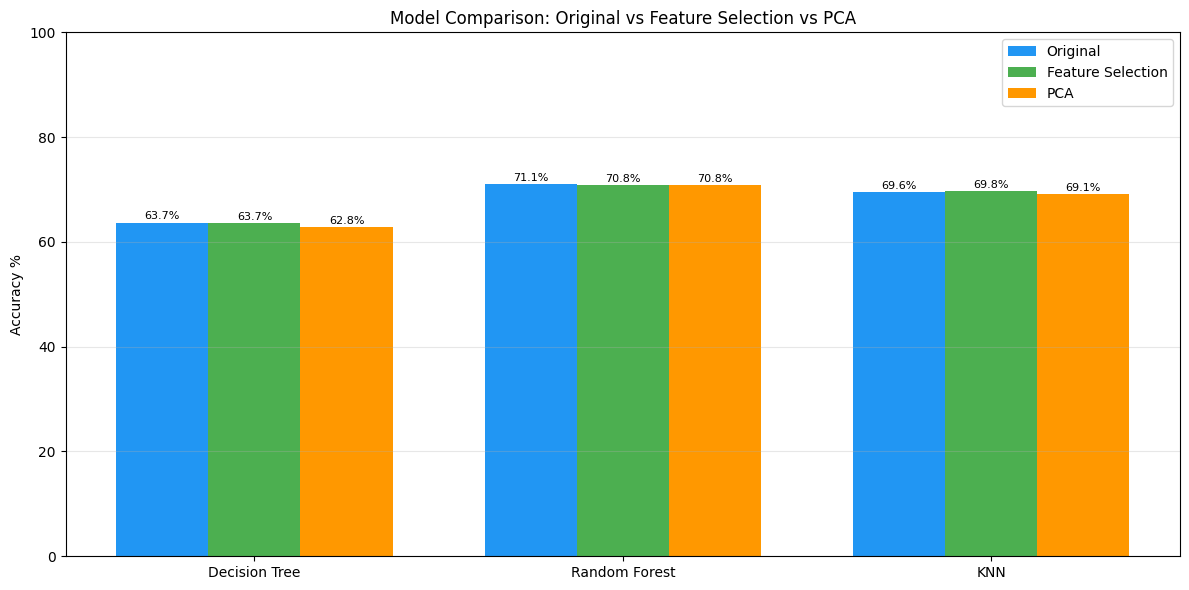 Model Comparison: Original vs Feature Selection vs PCA
100
80
60
40
20
0
Accuracy %
Original
Feature Selection
PCA
63.7%
63.7%
62.8%
71.1%
70.8%
70.8%
69.6%
69.8%
69.1%
Decision Tree
Random Forest
KNN